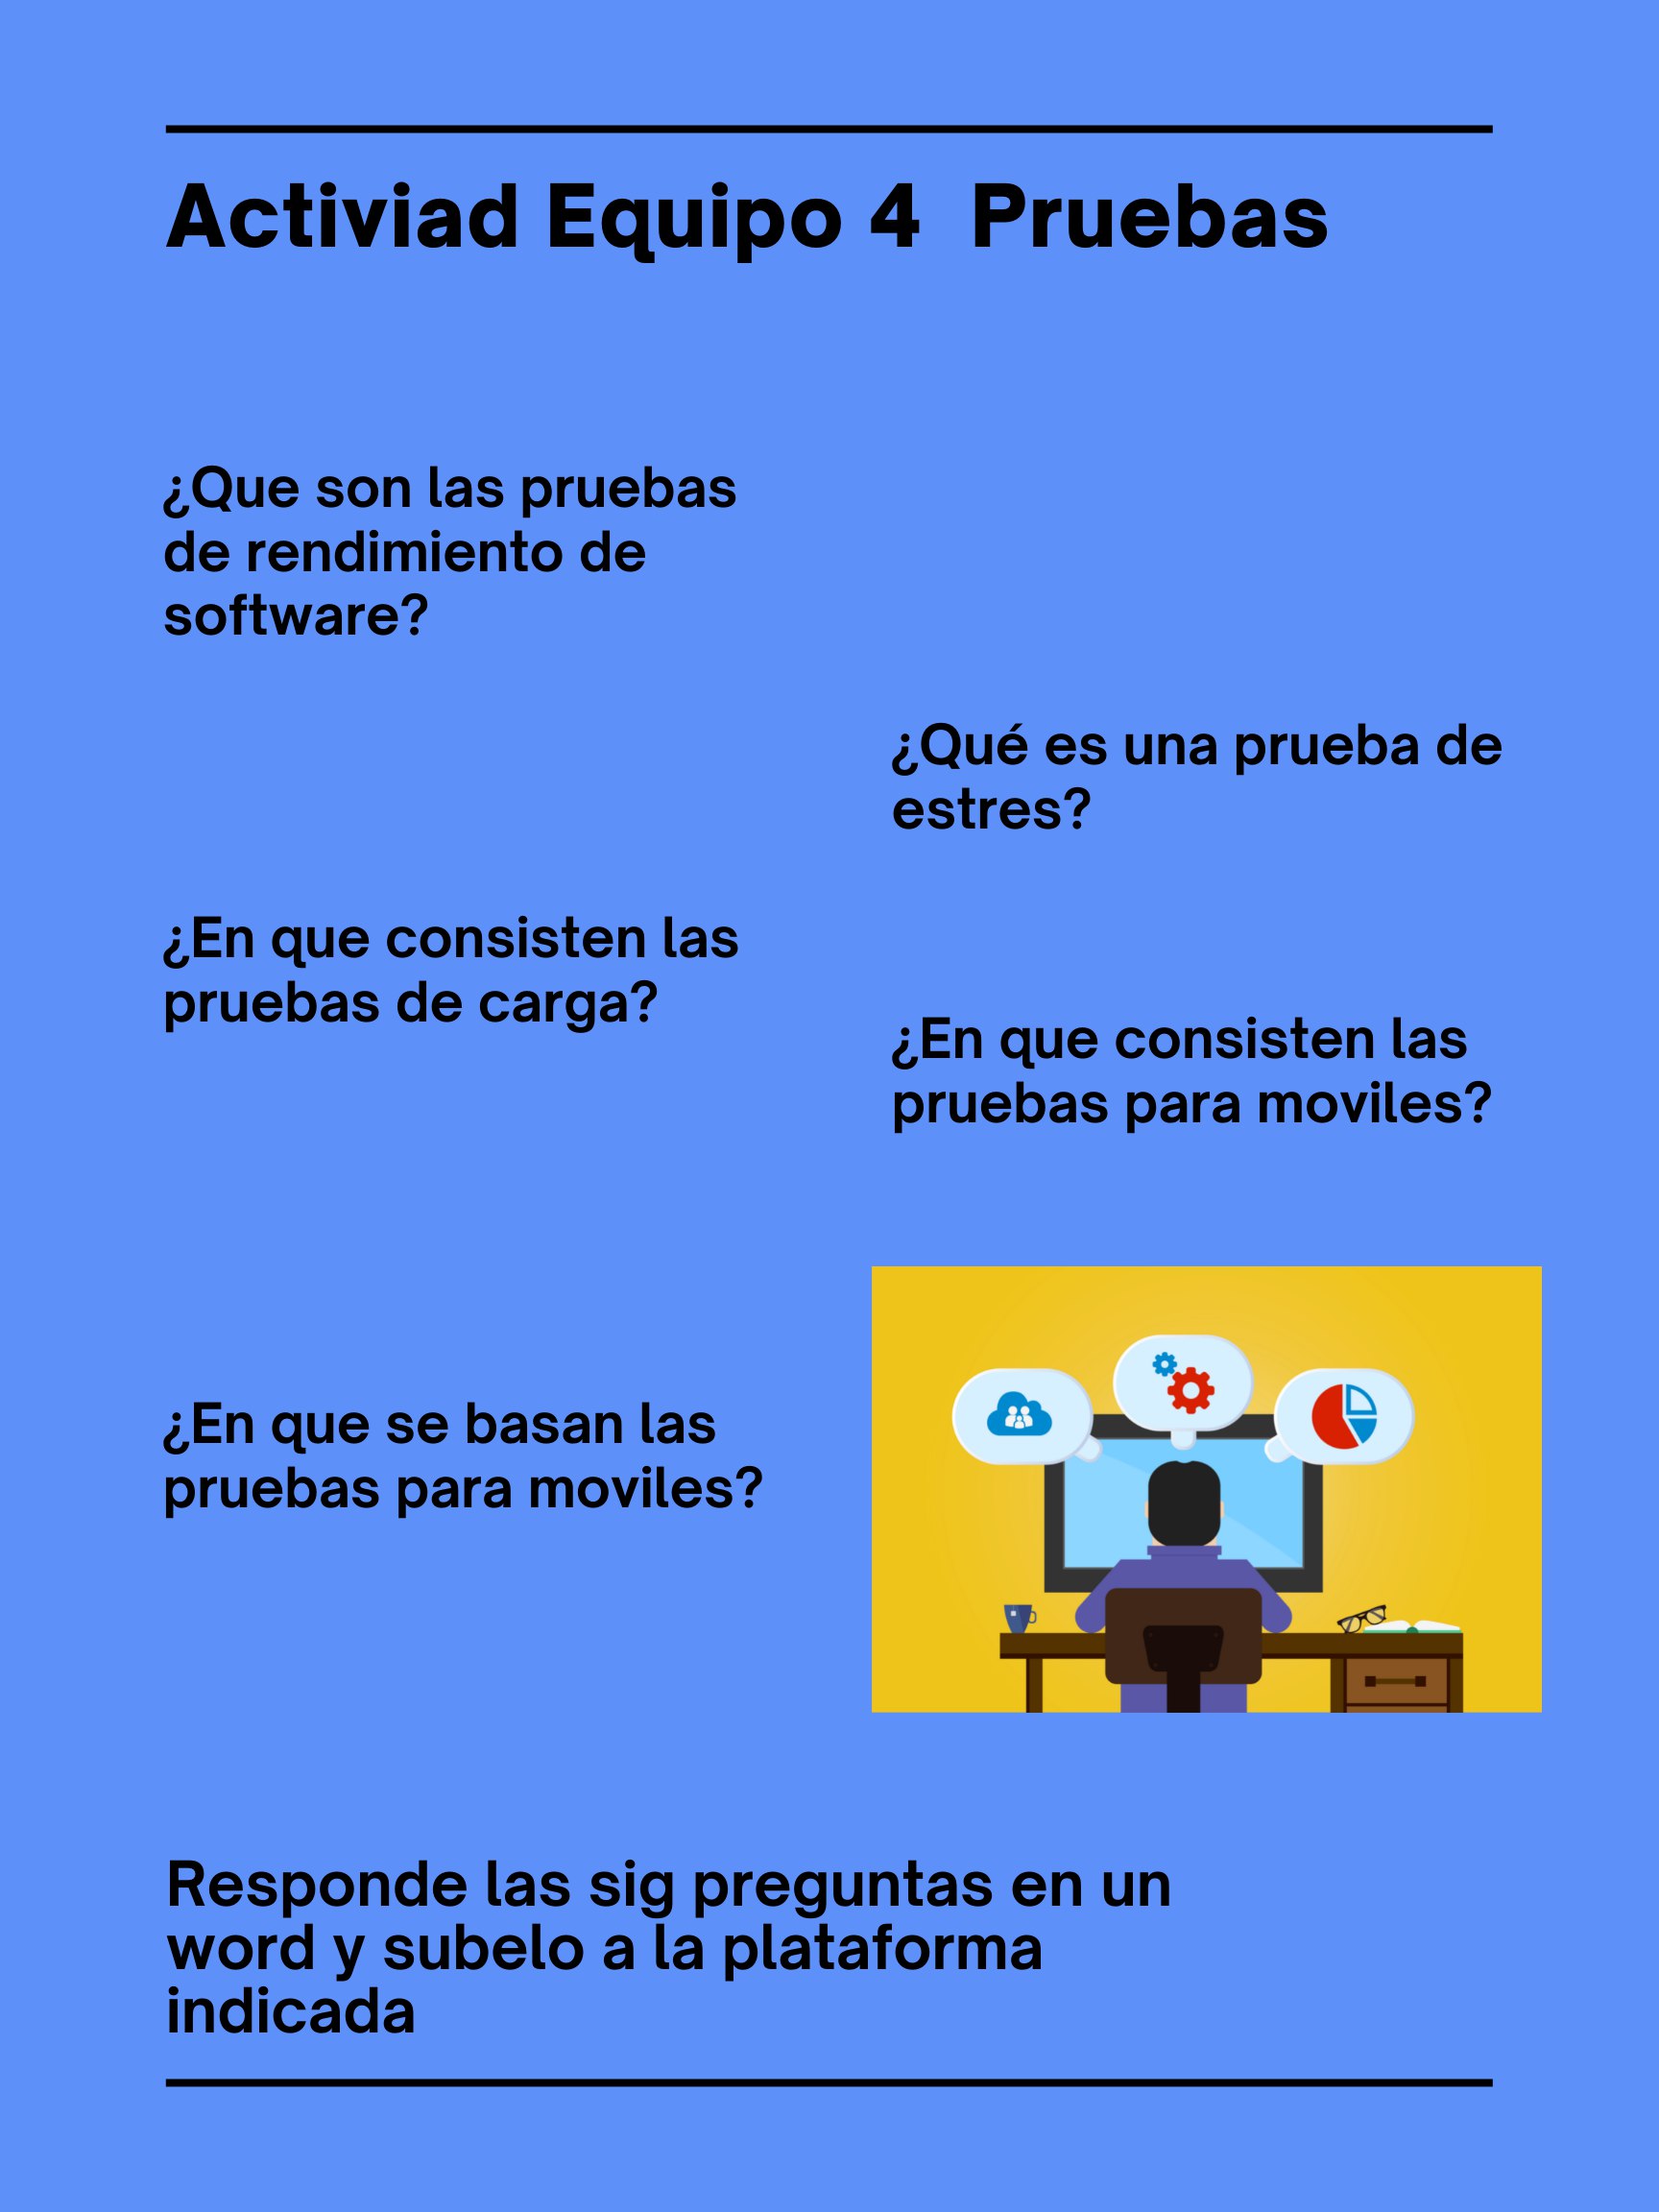 Activiad Equipo 4  Pruebas
¿Que son las pruebas
de rendimiento de
software?
¿Qué es una prueba de
estres?
¿En que consisten las
pruebas de carga?
¿En que consisten las
pruebas para moviles?
¿En que se basan las
pruebas para moviles?
Responde las sig preguntas en un
word y subelo a la plataforma
indicada